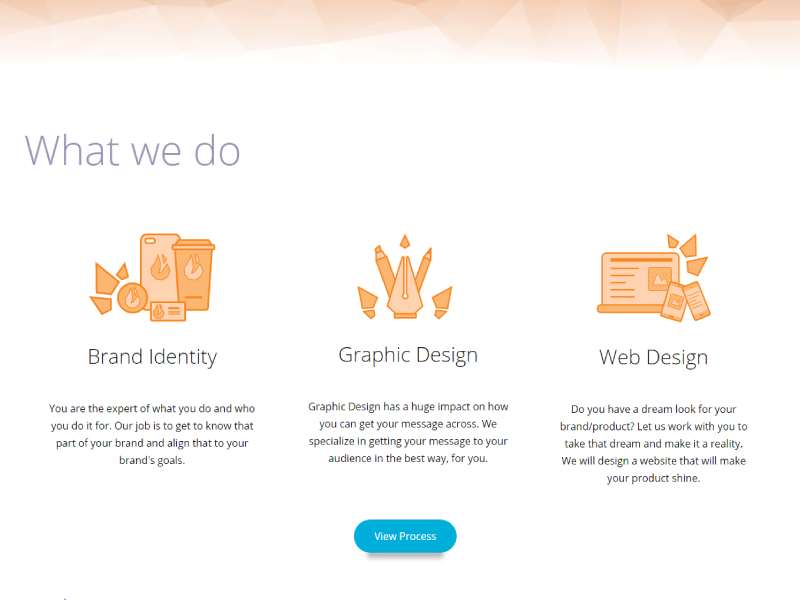 What we do
Brand Identity
You are the expert of what you do and who
you do it for. Our job is to get to know that
part of your brand and align that to your
brand's goals.
Graphic Design
Graphic Design has a huge impact on how
you can get your message across. We
specialize in getting your message to your
audience in the best way, for you.
Web Design
Do you have a dream look for your
brand/product? Let us work with you to
take that dream and make it a reality.
We will design a website that will make
your product shine.
View Process